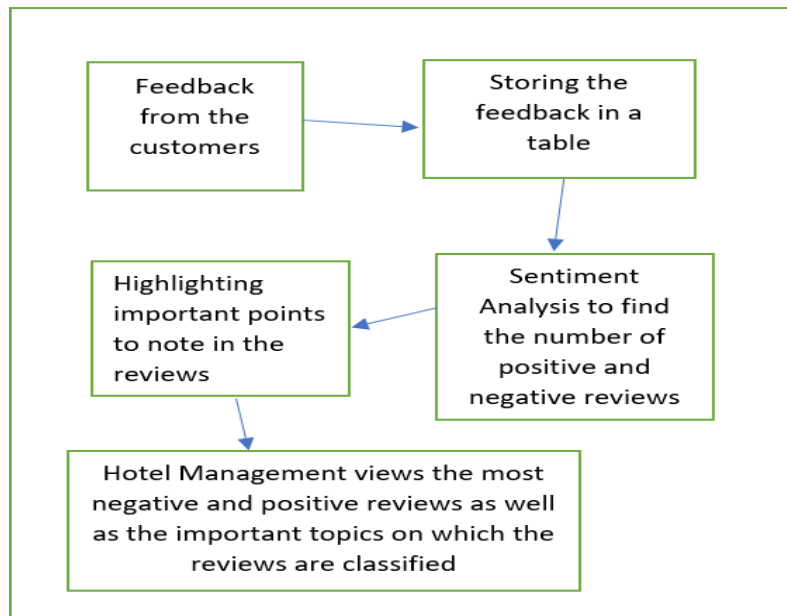 Feedback
from the
customers
Storing the
feedback in a
table
Sentiment
Analysis to find
the number of
positive and
negative reviews
Highlighting
important points
to note in the
reviews
Hotel Management views the most
negative and positive reviews as well
as the important topics on which the
reviews are classified